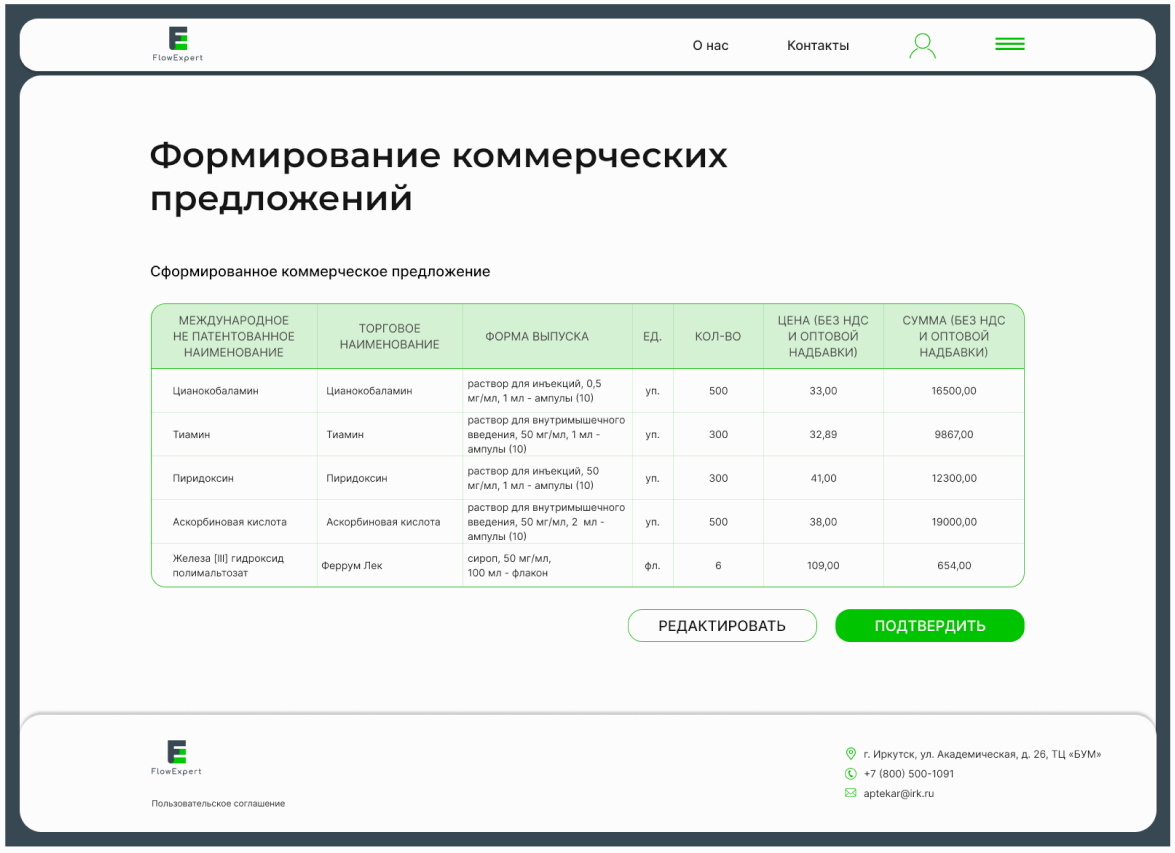 FlowExpert
О нас
Контакты
Формирование коммерческих
предложений
Сформированное коммерческое предложение
МЕЖДУНАРОДНОЕ
НЕ ПАТЕНТОВАННОЕ
НАИМЕНОВАНИЕ
ТОРГОВОЕ
НАИМЕНОВАНИЕ
ФОРМА ВЫПУСКА
ЕД.
КОЛ-ВО
ЦЕНА (БЕЗ НДС
И ОПТОВОЙ
НАДБАВКИ)
СУММА (БЕЗ НДС
И ОПТОВОЙ
НАДБАВКИ)
Цианокобаламин
Цианокобаламин
раствор для инъекций, 0,5
мг/мл, 1 мл - ампулы (10)
уп.
500
33,00
16500,00
Тиамин
Тиамин
раствор для внутримышечного
введения, 50 мг/мл, 1 мл -
ампулы (10)
уп.
300
32,89
9867,00
Пиридоксин
Пиридоксин
раствор для инъекций, 50
мг/мл, 1 мл - ампулы (10)
уп.
300
41,00
12300,00
Аскорбиновая кислота
Аскорбиновая кислота
раствор для внутримышечного
введения, 50 мг/мл, 2 мл -
ампулы (10)
уп.
500
38,00
19000,00
Железа [III] гидроксид
полимальтозат
Феррум Лек
сироп, 50 мг/мл,
100 мл - флакон
фл.
6
109,00
654,00
РЕДАКТИРОВАТЬ
ПОДТВЕРДИТЬ
FlowExpert
Пользовательское соглашение
г. Иркутск, ул. Академическая, д. 26, ТЦ «БУМ»
+7 (800) 500-1091
aptekar@irk.ru